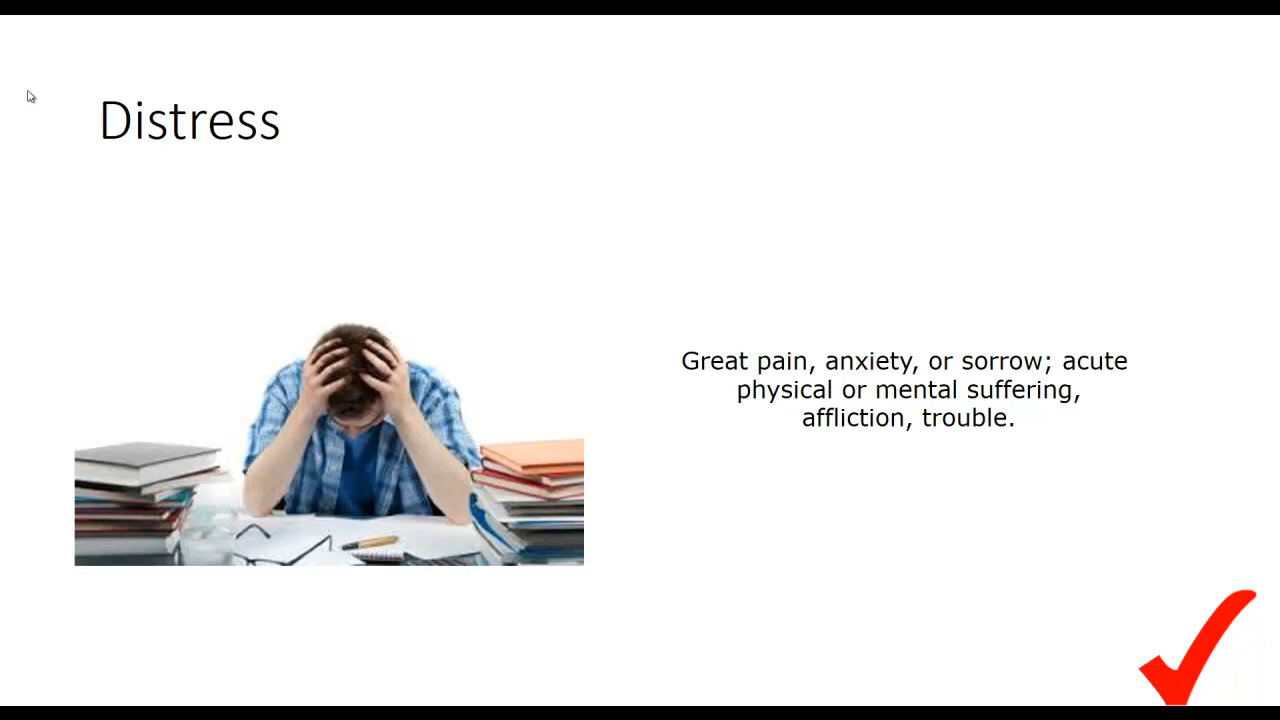 Distress
Great pain, anxiety, or sorrow; acute
physical or mental suffering,
affliction, trouble.